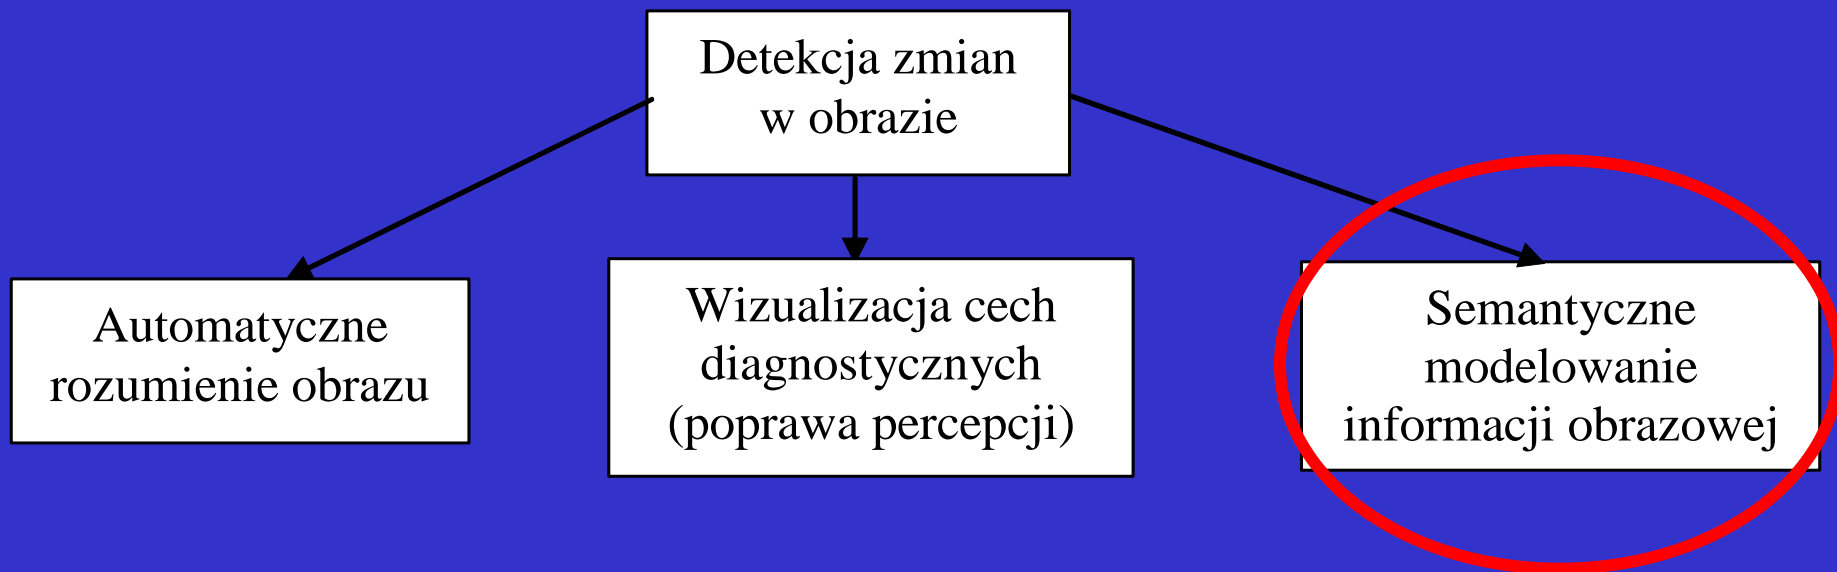 Detekcja zmian
w obrazie
Automatyczne
rozumienie obrazu
Wizualizacja cech
diagnostycznych
(poprawa percepcji)
Semantyczne
modelowanie
informacji obrazowej